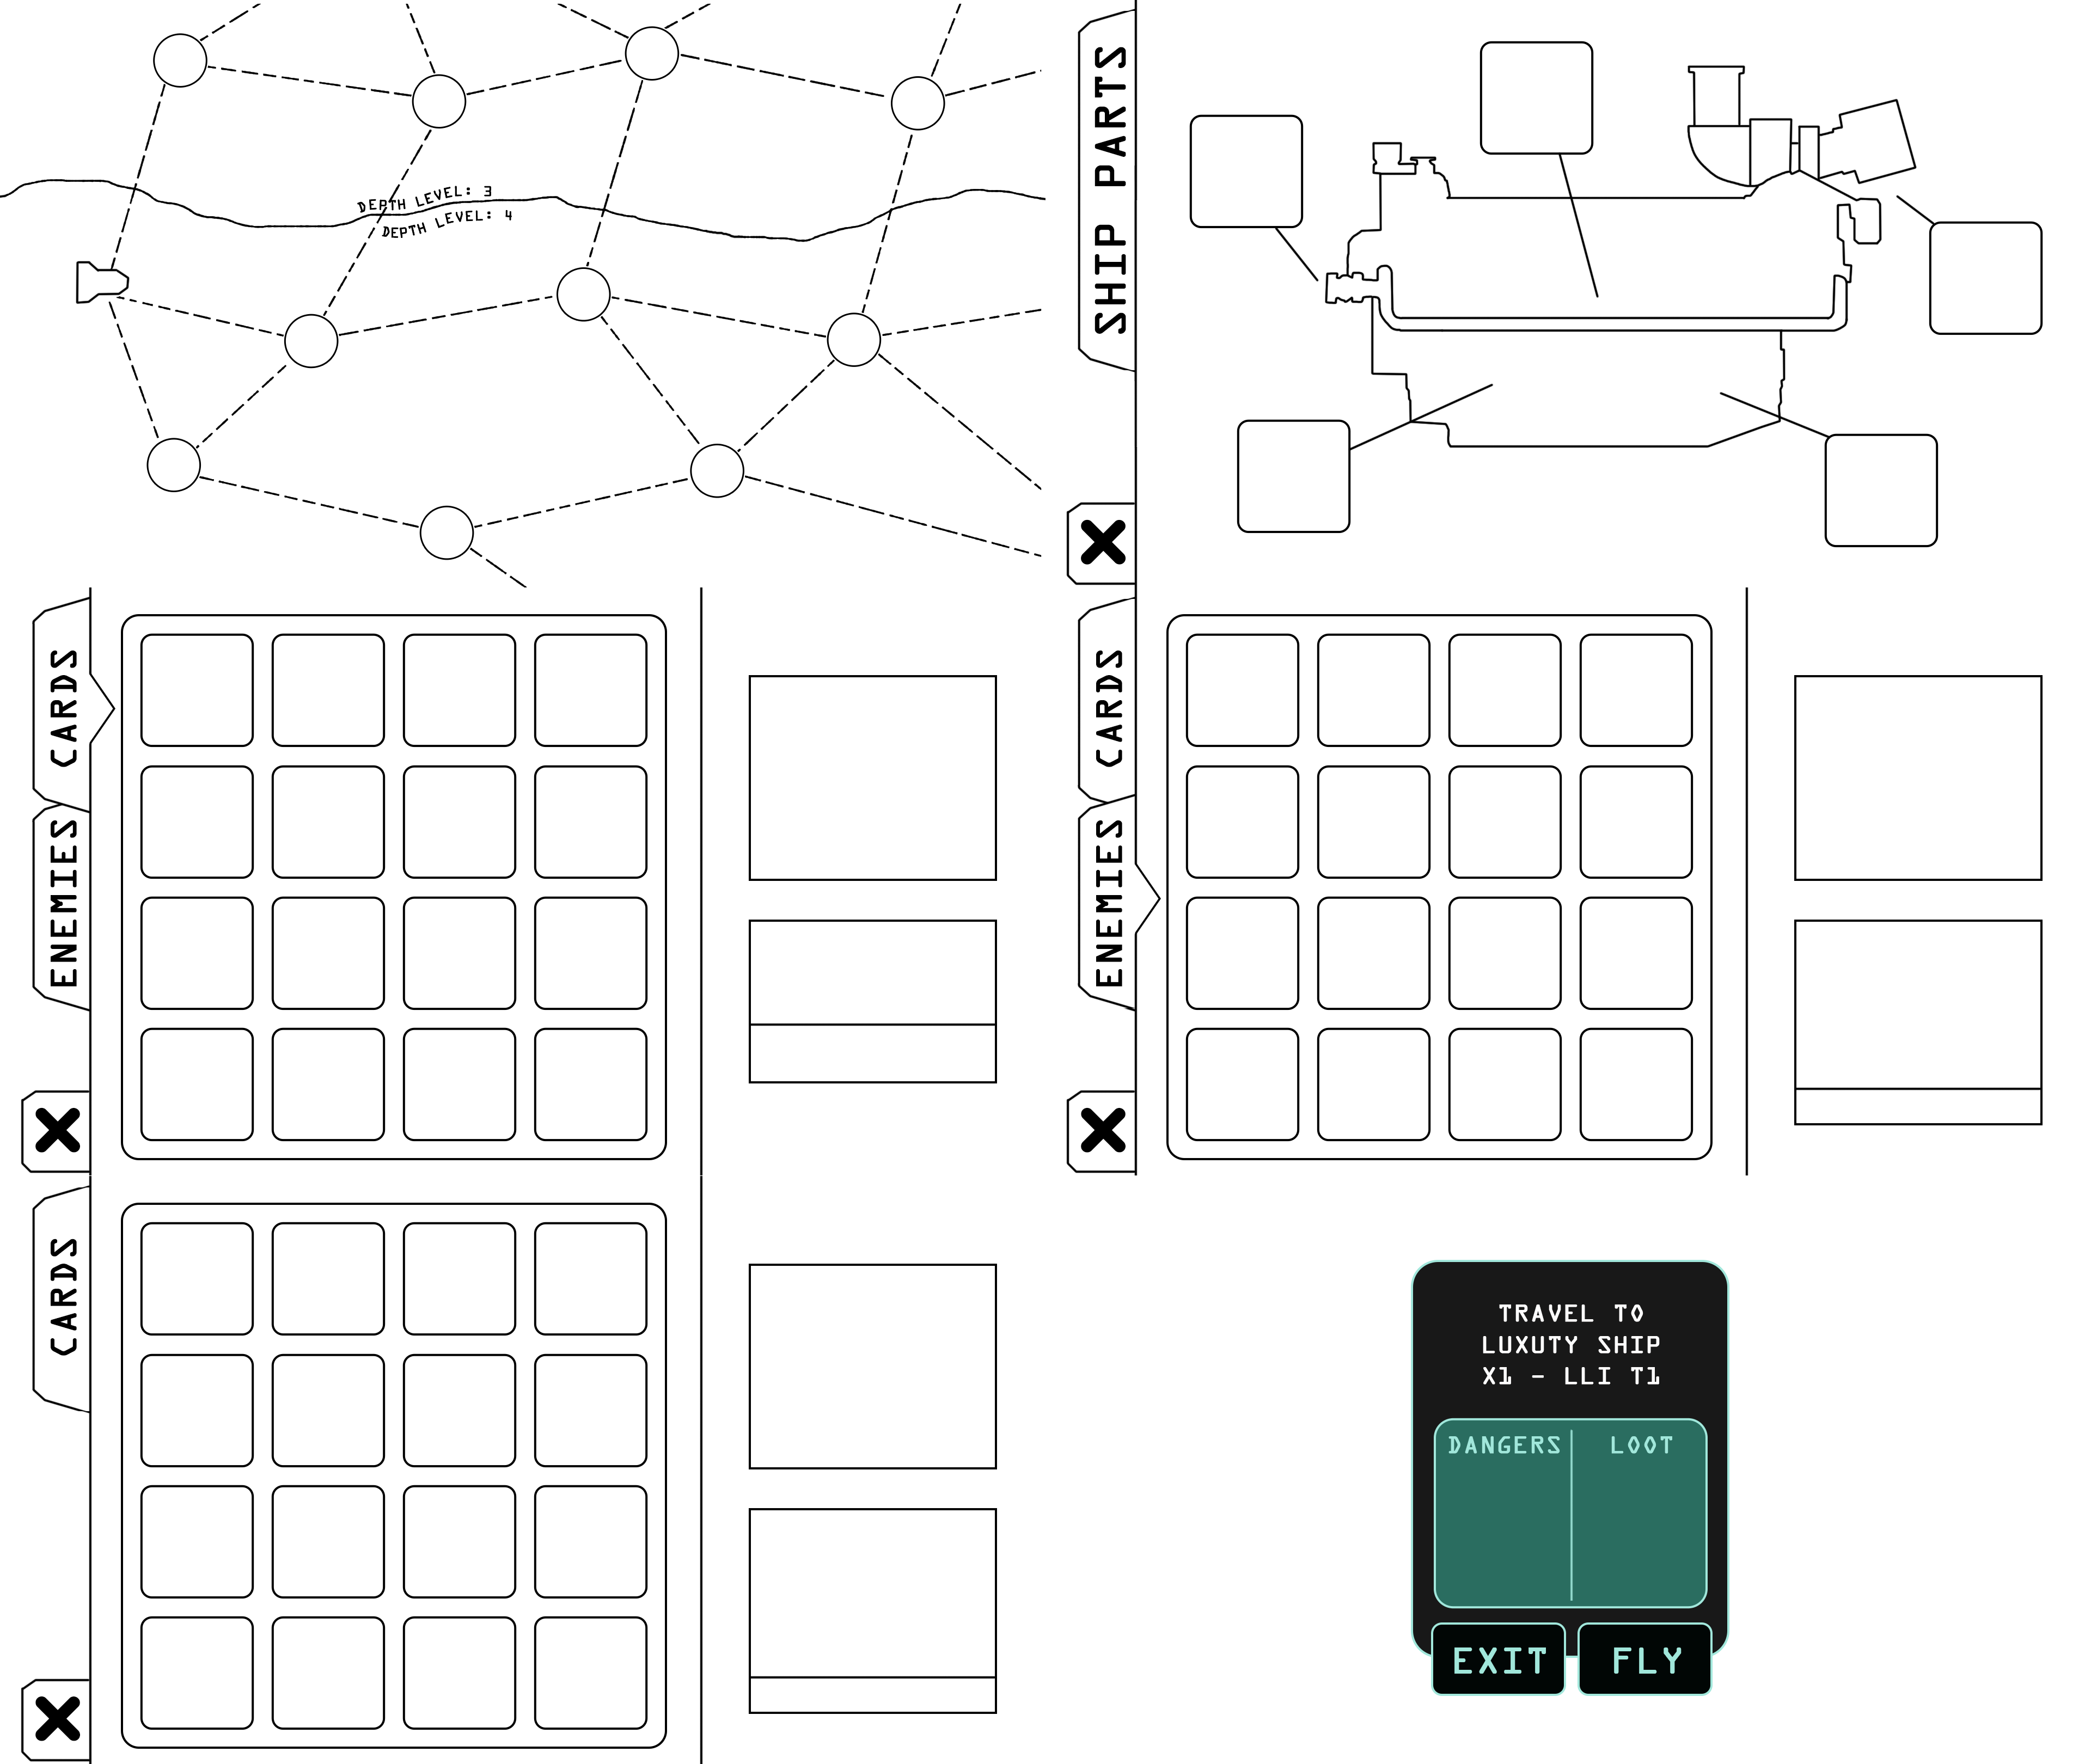 DEPTH LEVEL: 3
DEPTH LEVEL: 4
SHIP PARTS
CARDS
ENEMIES
CARDS
ENEMIES
CARDS
TRAVEL TO
LUXUTY SHIP
X1 - LLI T1
DANGERS
LOOT
EXIT
FLY